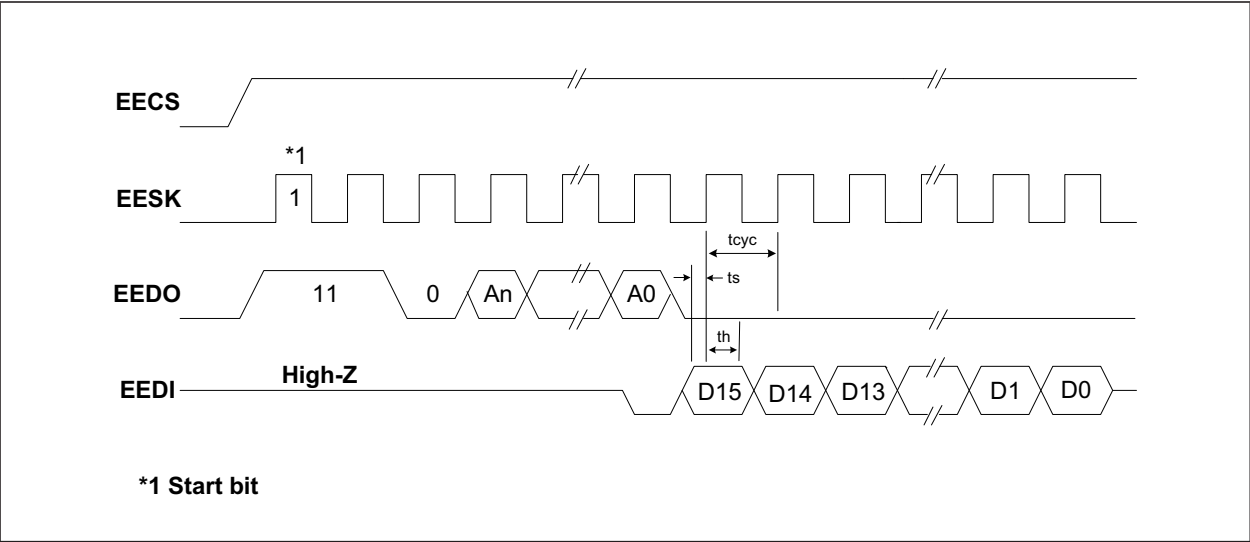 EECS
*1
EESK
1
tcyc
EEDO
11
0
An
A0
ts
th
EEDI
High-Z
D15
D14
D13
D1
D0
*1 Start bit